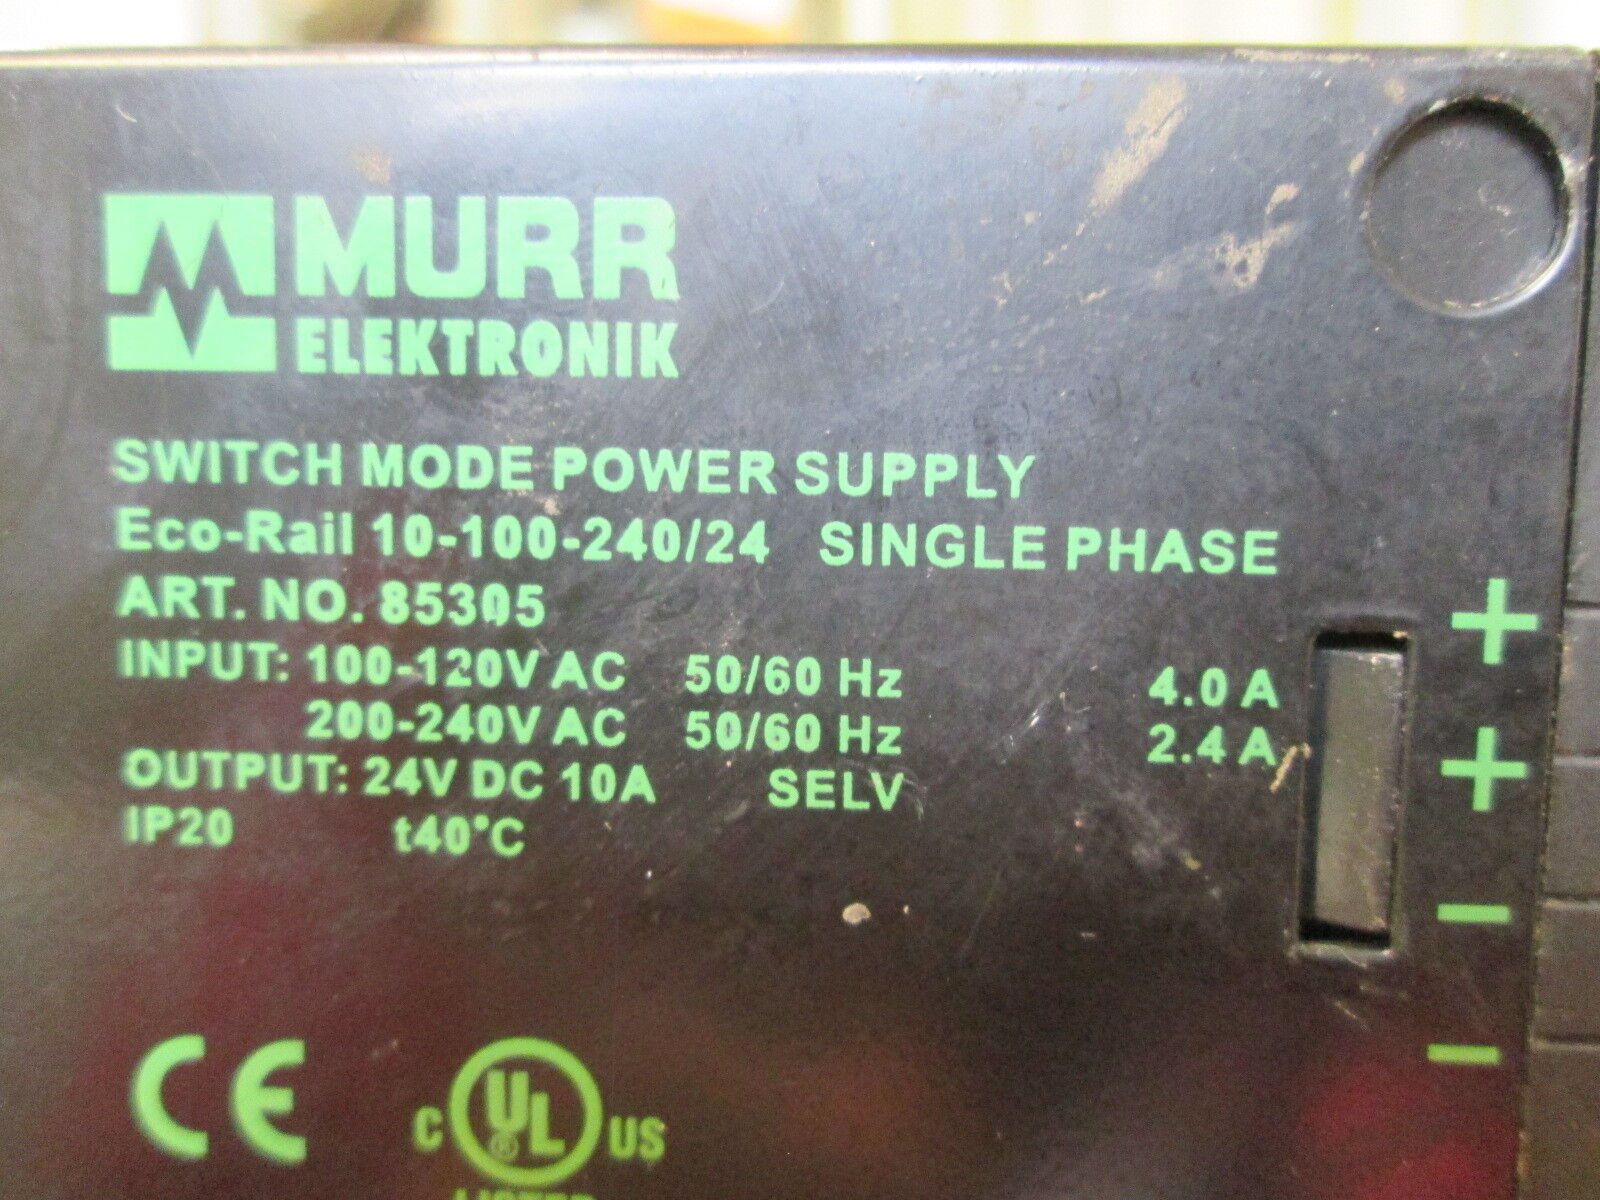 MURR
ELEKTRONIK
SWITCH MODE POWER SUPPLY
Eco-Rail 10-100-240/24 SINGLE PHASE
ART. NO. 85305
INPUT: 100-120V AC 50/60 Hz 4.0 A
200-240V AC 50/60 Hz 2.4 A
OUTPUT: 24V DC 10A SELV
IP20 t40°C
+
+
-
-
CE
C UL ® US
LISTED